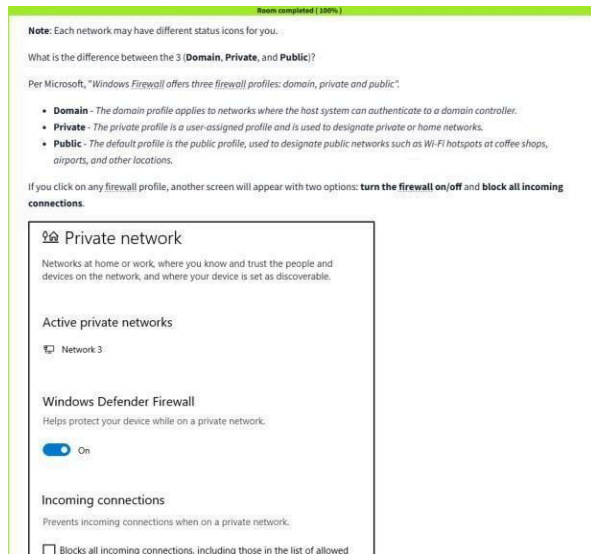 Room completed ( 100% )
Note: Each network may have different status icons for you.
What is the difference between the 3 (Domain, Private, and Public)?
Per Microsoft, "Windows Firewall offers three firewall profiles: domain, private and public".
• Domain - The domain profile applies to networks where the host system can authenticate to a domain controller.
• Private - The private profile is a user-assigned profile and is used to designate private or home networks.
• Public - The default profile is the public profile, used to designate public networks such as Wi-Fi hotspots at coffee shops,
airports, and other locations.
If you click on any firewall profile, another screen will appear with two options: turn the firewall on/off and block all incoming
connections.
Private network
Networks at home or work, where you know and trust the people and
devices on the network, and where your device is set as discoverable.
Active private networks
Network 3
Windows Defender Firewall
Helps protect your device while on a private network.
On
Incoming connections
Prevents incoming connections when on a private network.
Blocks all incoming connections, including those in the list of allowed